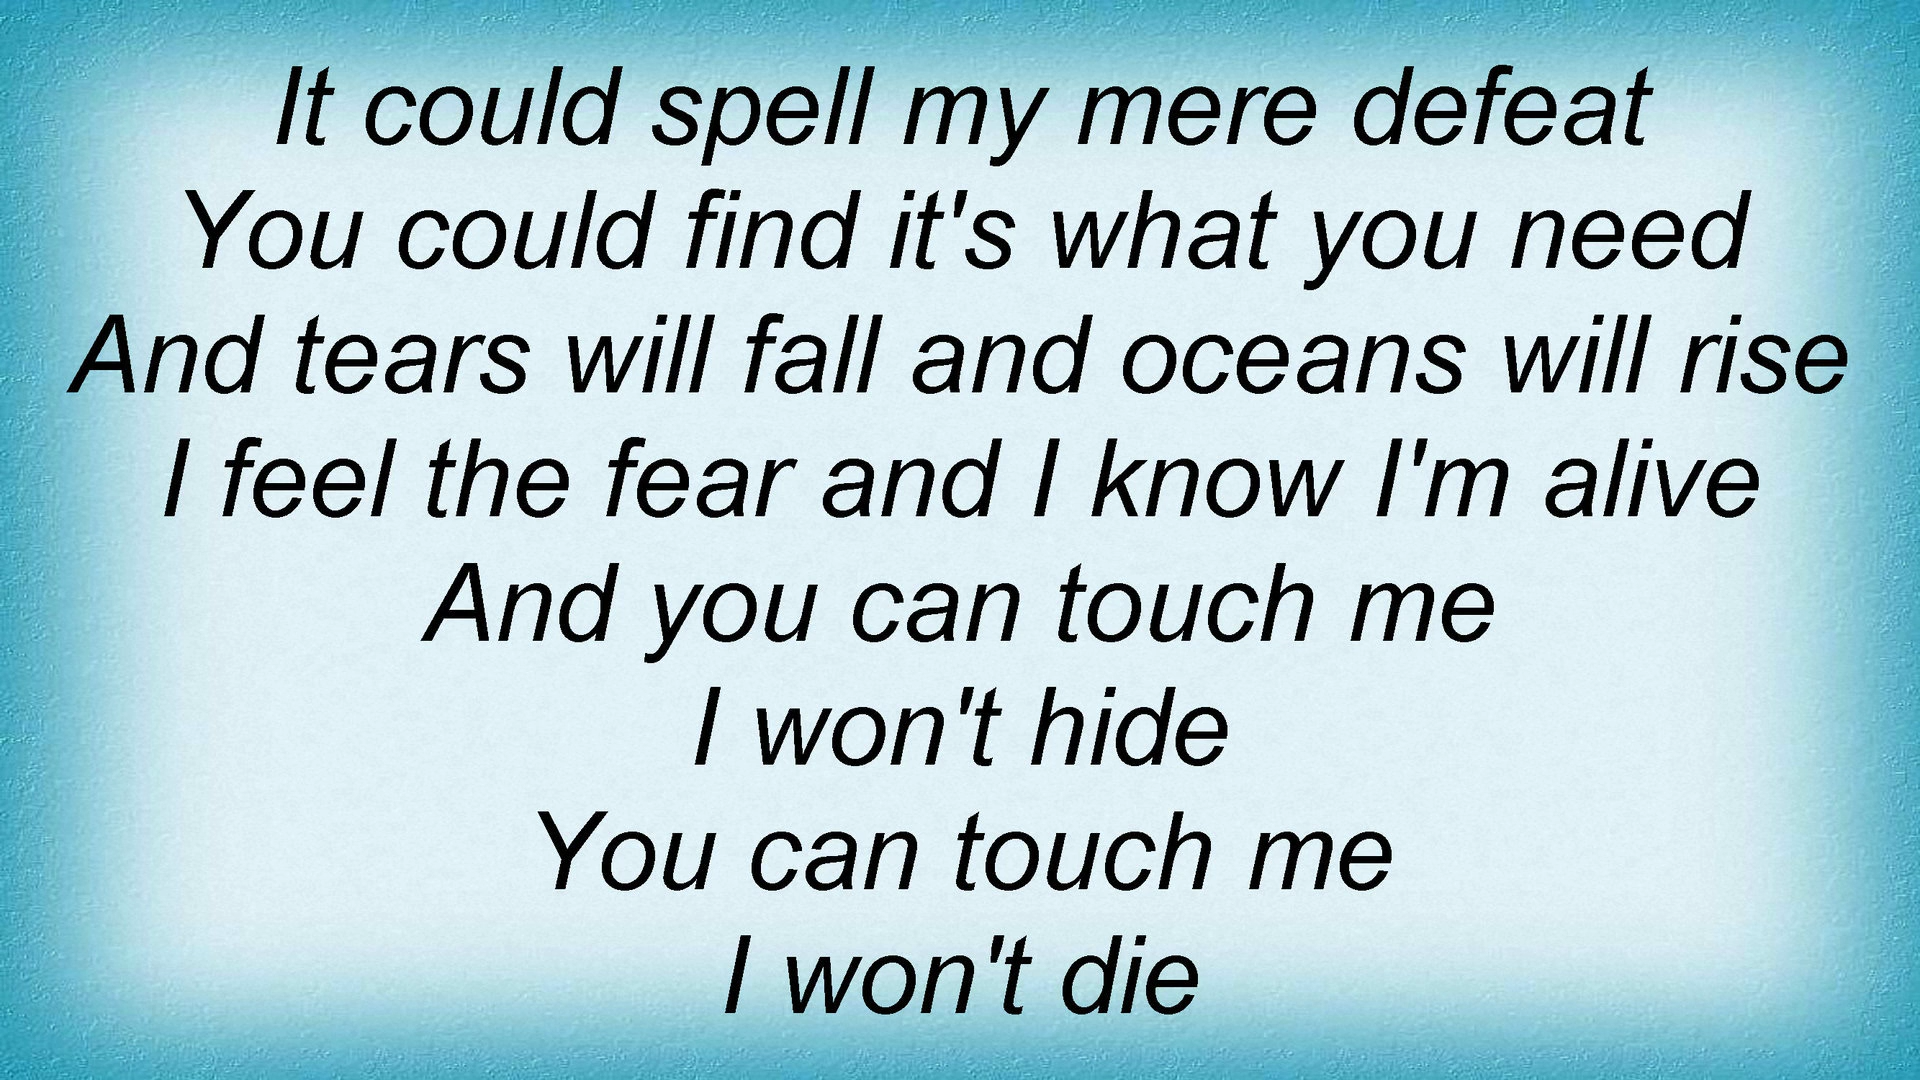 It could spell my mere defeat
You could find it's what you need
And tears will fall and oceans will rise
I feel the fear and I know I'm alive
And you can touch me
I won't hide
You can touch me
I won't die